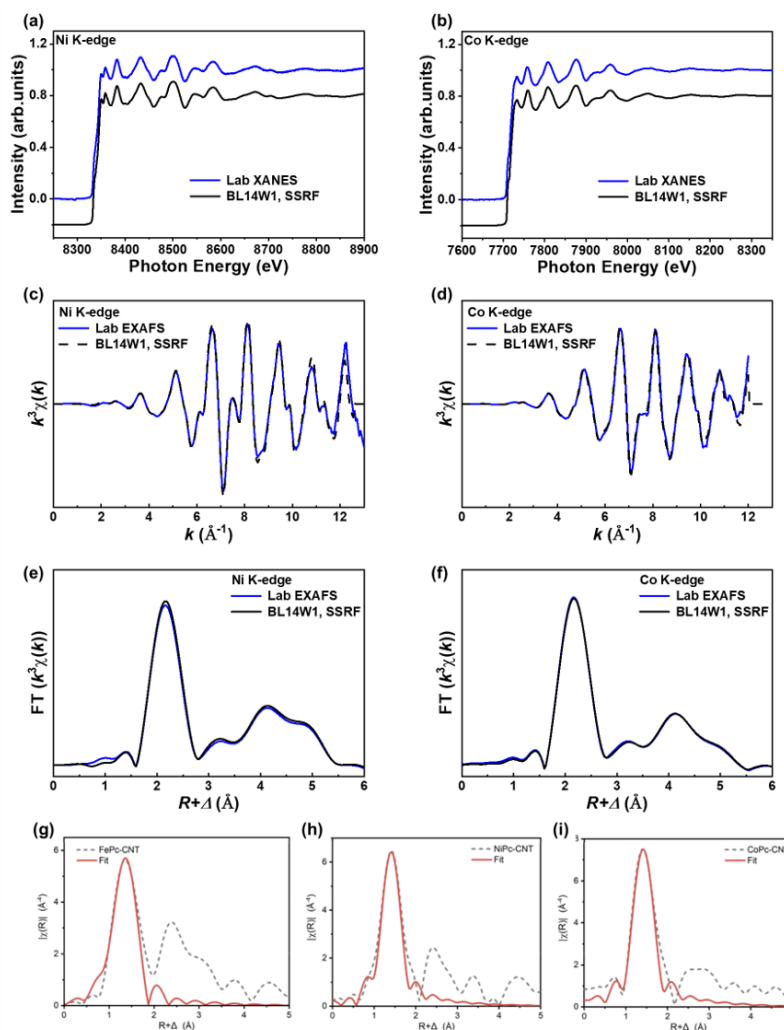 (a)
Ni K-edge
1.2
0.8
0.4
0.0
Intensity (arb.units)
Lab XANES
BL14W1, SSRF
8300 8400 8500 8600 8700 8800 8900
Photon Energy (eV)
(b)
Co K-edge
1.2
0.8
0.4
0.0
Intensity (arb.units)
Lab XANES
BL14W1, SSRF
7600 7700 7800 7900 8000 8100 8200 8300
Photon Energy (eV)
(c)
Ni K-edge
Lab EXAFS
BL14W1, SSRF
k³χ(k)
0 2 4 6 8 10 12
k (Å⁻¹)
(d)
Co K-edge
Lab EXAFS
BL14W1, SSRF
k³χ(k)
0 2 4 6 8 10 12
k (Å⁻¹)
(e)
Ni K-edge
Lab EXAFS
BL14W1, SSRF
FT (k³χ(k))
0 1 2 3 4 5 6
R+Δ (Å)
(f)
Co K-edge
Lab EXAFS
BL14W1, SSRF
FT (k³χ(k))
0 1 2 3 4 5 6
R+Δ (Å)
(g)
FePc-CNT
Fit
6
4
2
0
|χ(R)| (Å⁻⁴)
0 1 2 3 4 5
R+Δ (Å)
(h)
NiPc-CNT
Fit
6
4
2
0
|χ(R)| (Å⁻⁴)
0 1 2 3 4 5
R+Δ (Å)
(i)
CoPc-CN
Fit
|χ(R)| (Å⁻⁴)
0 1 2 3 4
R+Δ (Å)